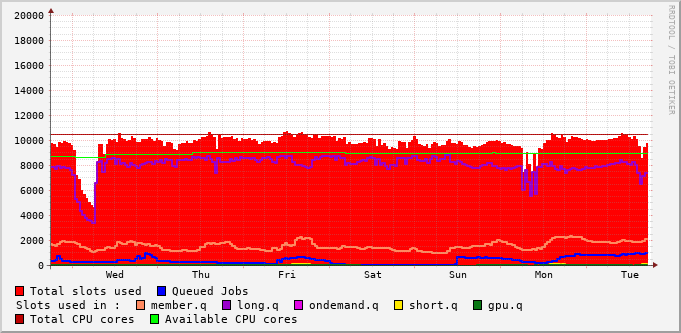 20000
18000
16000
14000
12000
10000
8000
6000
4000
2000
0
Wed Thu Fri Sat Sun Mon Tue
Total slots used Queued Jobs
Slots used in : member.q long.q ondemand.q short.q gpu.q
Total CPU cores Available CPU cores
RRDTOOL / TOBI OETIKER